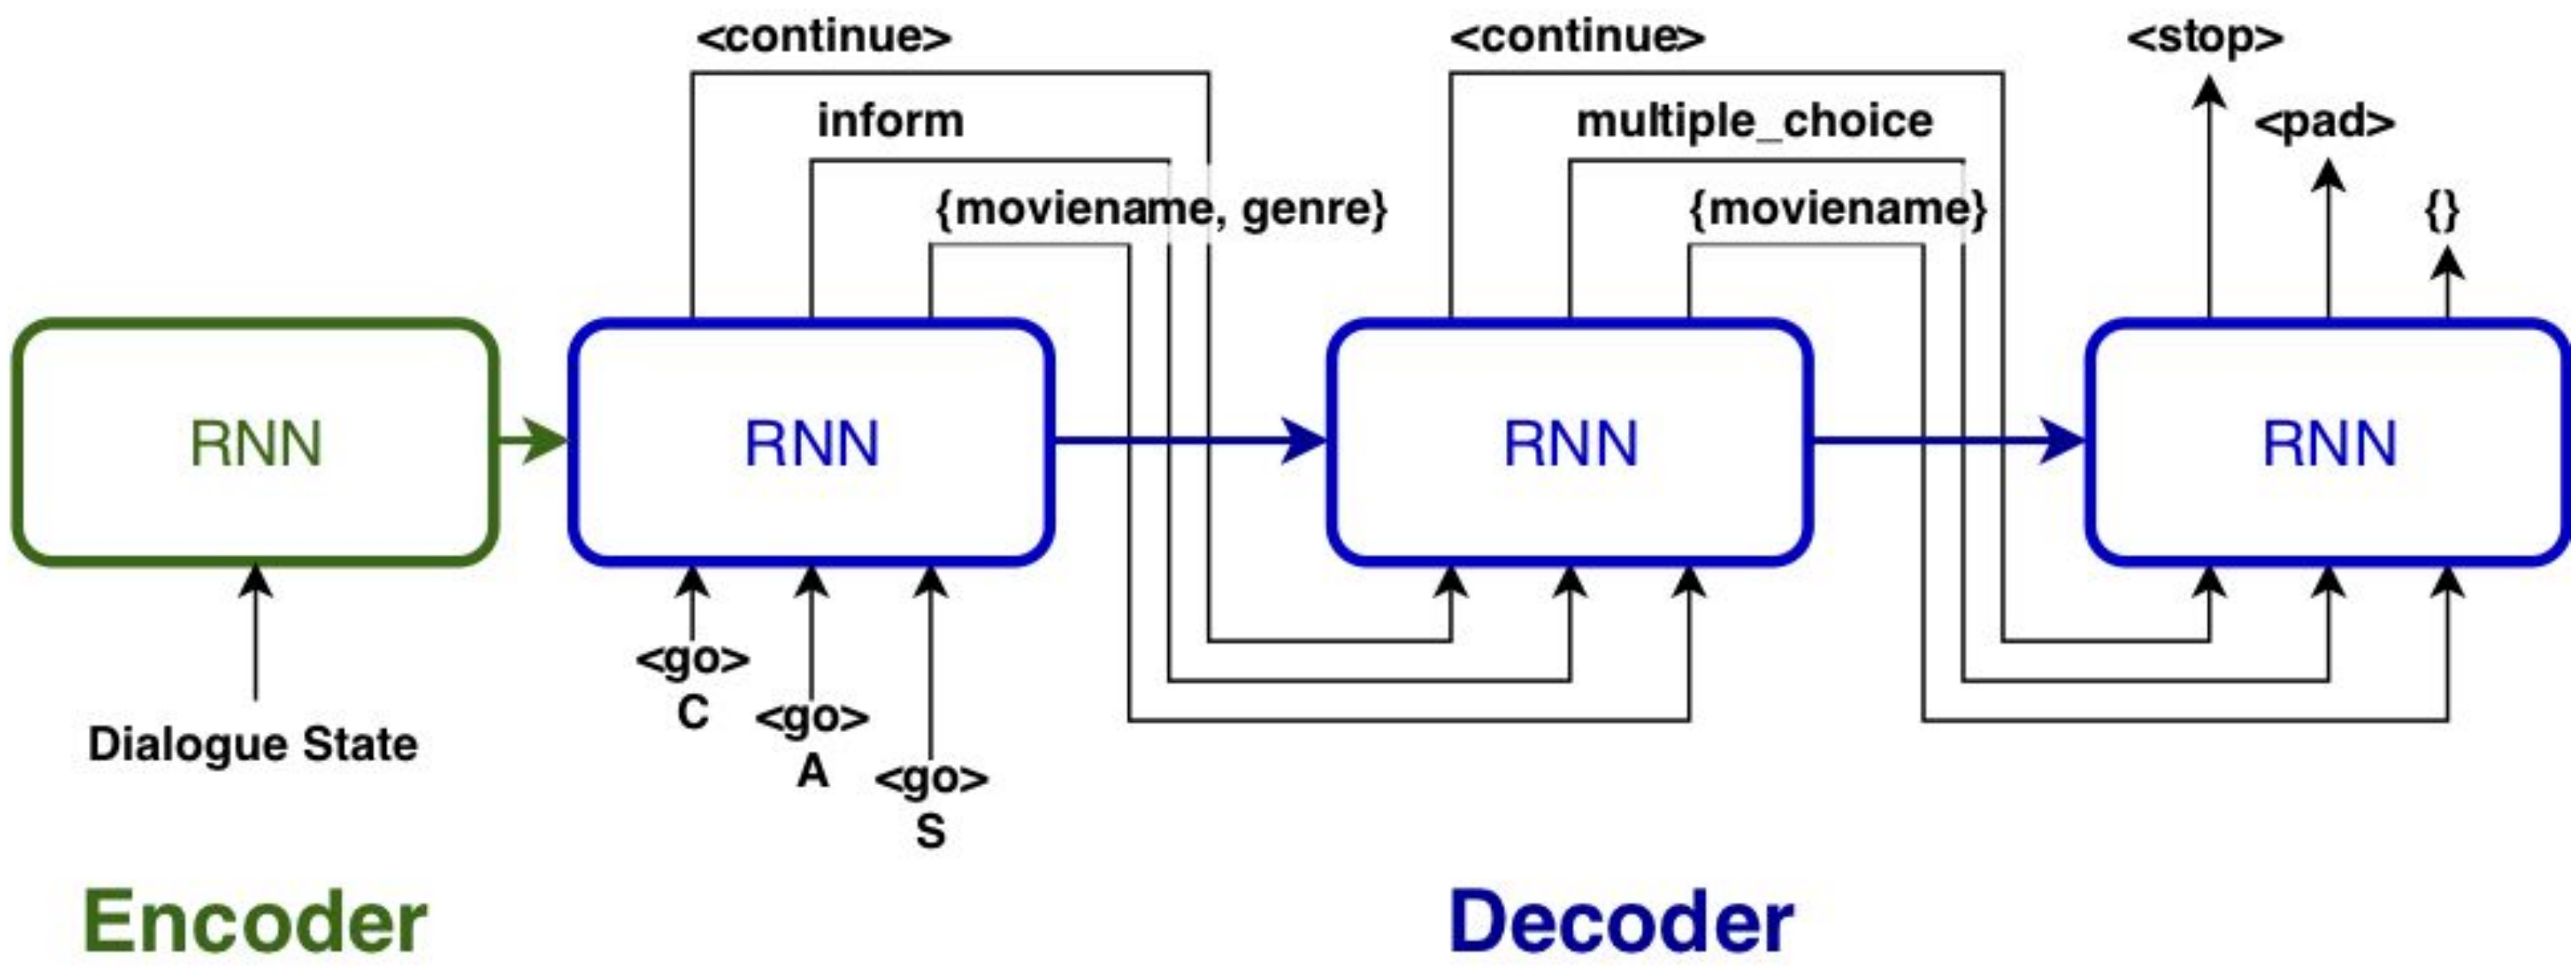 <continue>
<continue>
<stop>
inform
multiple_choice
<pad>
{moviename, genre}
{moviename}
{}
RNN
RNN
RNN
RNN
Dialogue State
<go>
C
<go>
A
<go>
S
Encoder
Decoder